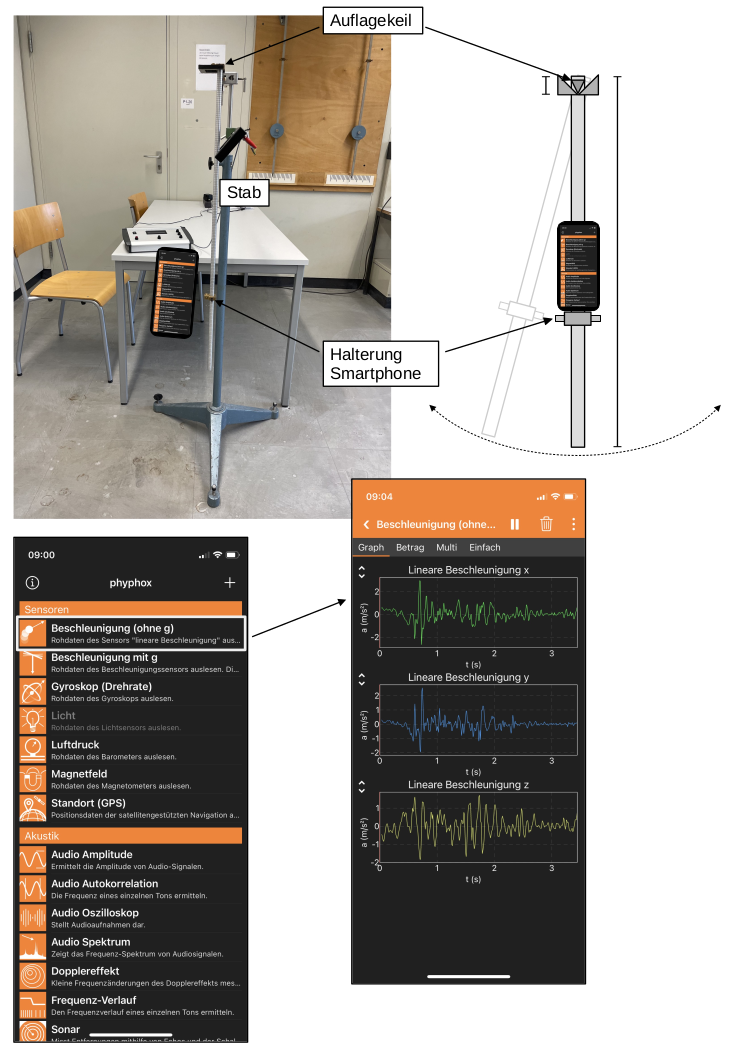 Auflagekeil
Stab
Halterung
Smartphone
09:00
phyphox
Sensoren
Beschleunigung (ohne g)
Rohdaten des Sensors "lineare Beschleunigung" aus...
Beschleunigung mit g
Rohdaten des Beschleunigungssensors auslesen. Di...
Gyroskop (Drehrate)
Rohdaten des Gyroskops auslesen.
Licht
Rohdaten des Lichtsensors auslesen.
Luftdruck
Rohdaten des Barometers auslesen.
Magnetfeld
Rohdaten des Magnetometers auslesen.
Standort (GPS)
Positionsdaten der satellitengestützten Navigation a...
Akustik
Audio Amplitude
Ermittelt die Amplitude von Audio-Signalen.
Audio Autokorrelation
Die Frequenz eines einzelnen Tons ermitteln.
Audio Oszilloskop
Stellt Audioaufnahmen dar.
Audio Spektrum
Zeigt das Frequenz-Spektrum von Audiosignalen.
Dopplereffekt
Kleine Frequenzänderungen des Dopplereffekts mes...
Frequenz-Verlauf
Den Frequenzverlauf eines einzelnen Tons ermitteln.
Sonar
09:04
Beschleunigung (ohne...
Graph Betrag Multi Einfach
Lineare Beschleunigung x
a (m/s²)
2
0
-2
0 1 2 3
t (s)
Lineare Beschleunigung y
a (m/s²)
2
1
0
-1
-2
0 1 2 3
t (s)
Lineare Beschleunigung z
a (m/s²)
1
0
-1
-2
0 1 2 3
t (s)